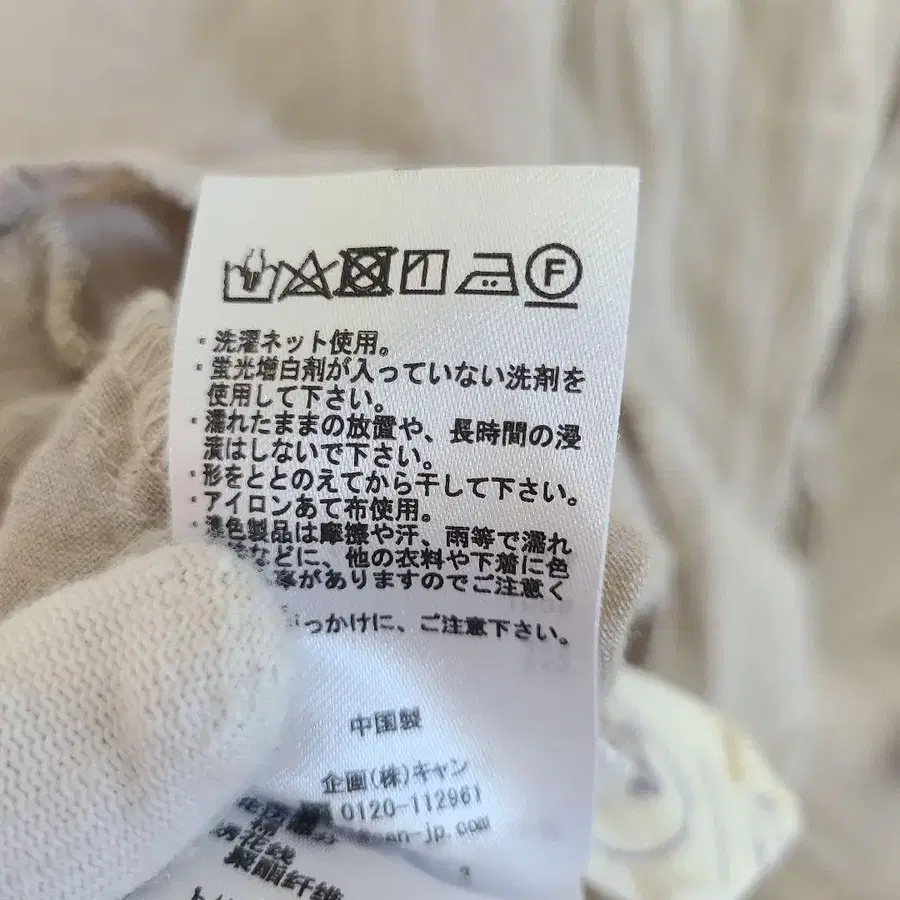 F
・洗濯ネット使用。
・蛍光増白剤が入っていない洗剤を
使用して下さい。
・濡れたままの放置や、長時間の浸
漬はしないで下さい。
・形をととのえてから干して下さい。
・アイロンあて布使用。
・濃色製品は摩擦や汗、雨等で濡れ
などに、他の衣料や下着に色
がありますのでご注意く
っかけに、ご注意下さい。
中国製
企画(株)キャン
0120-112961
an-jp.com
聚酯纤维